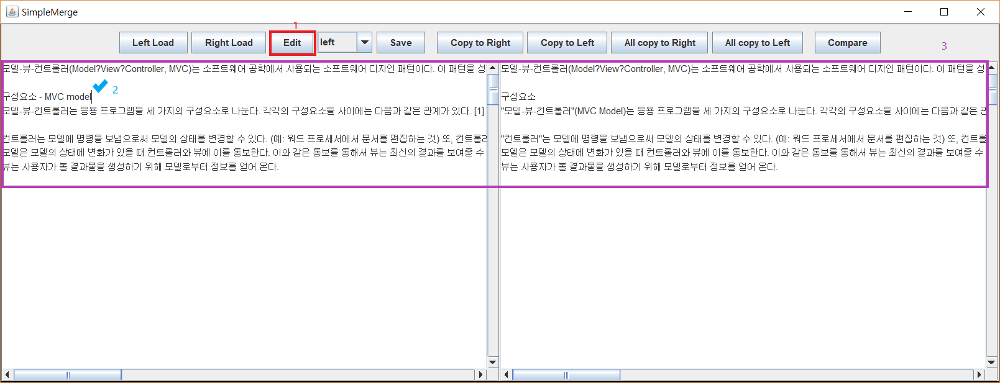 SimpleMerge
1
Left Load Right Load Edit left Save Copy to Right Copy to Left All copy to Right All copy to Left Compare
3
모델-뷰-컨트롤러(Model?View?Controller, MVC)는 소프트웨어 공학에서 사용되는 소프트웨어 디자인 패턴이다. 이 패턴을 성
2
구성요소 - MVC model
모델-뷰-컨트롤러는 응용 프로그램을 세 가지의 구성요소로 나눈다. 각각의 구성요소들 사이에는 다음과 같은 관계가 있다. [1]
컨트롤러는 모델에 명령을 보냄으로써 모델의 상태를 변경할 수 있다. (예: 워드 프로세서에서 문서를 편집하는 것) 또, 컨트롤러
모델은 모델의 상태에 변화가 있을 때 컨트롤러와 뷰에 이를 통보한다. 이와 같은 통보를 통해서 뷰는 최신의 결과를 보여줄 수
뷰는 사용자가 볼 결과물을 생성하기 위해 모델로부터 정보를 얻어 온다.
모델-뷰-컨트롤러(Model?View?Controller, MVC)는 소프트웨어 공학에서 사용되는 소프트웨어 디자인 패턴이다. 이 패턴을 성
구성요소
"모델-뷰-컨트롤러"(MVC Model)는 응용 프로그램을 세 가지의 구성요소로 나눈다. 각각의 구성요소들 사이에는 다음과 같은
"컨트롤러"는 모델에 명령을 보냄으로써 모델의 상태를 변경할 수 있다. (예: 워드 프로세서에서 문서를 편집하는 것) 또, 컨트롤
모델은 모델의 상태에 변화가 있을 때 컨트롤러와 뷰에 이를 통보한다. 이와 같은 통보를 통해서 뷰는 최신의 결과를 보여줄 수
뷰는 사용자가 볼 결과물을 생성하기 위해 모델로부터 정보를 얻어 온다.